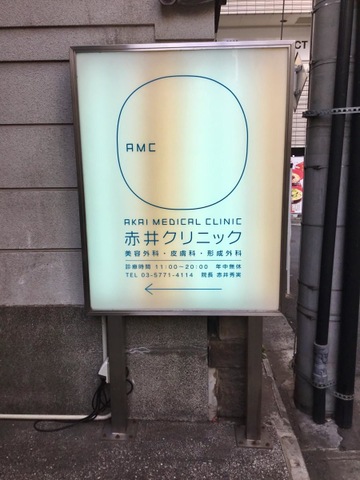 AMC
AKAI MEDICAL CLINIC
赤井クリニック
美容外科・皮膚科・形成外科
診療時間 11:00~20:00 年中無休
TEL 03-5771-4114 院長 赤井秀実
CT